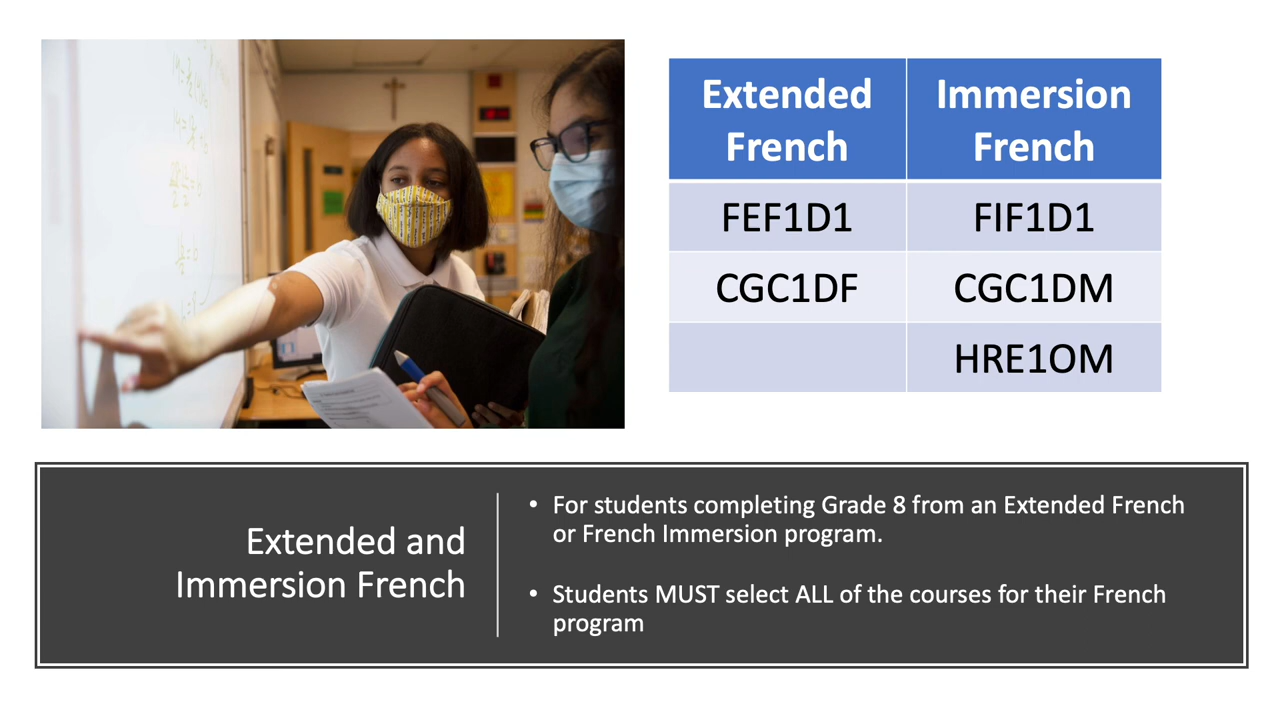 Extended French
Immersion French
FEF1D1
FIF1D1
CGC1DF
CGC1DM
HRE1OM
Extended and
Immersion French
• For students completing Grade 8 from an Extended French
or French Immersion program.
• Students MUST select ALL of the courses for their French
program